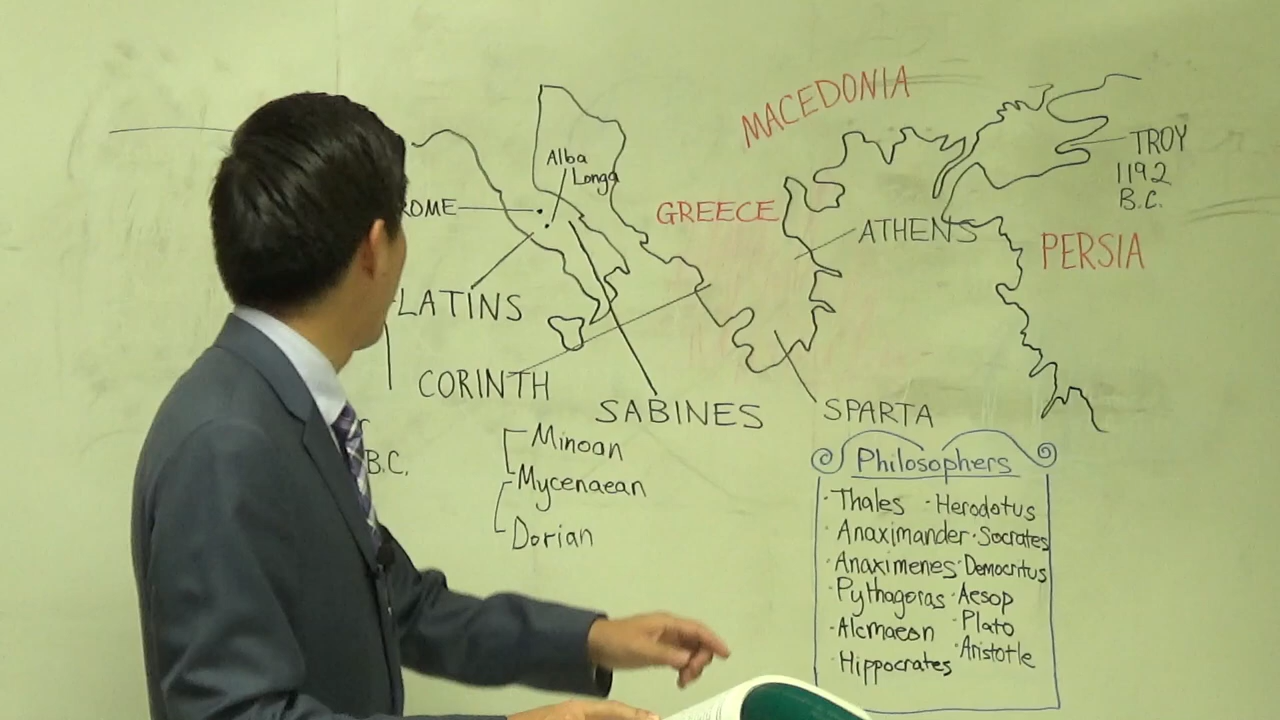 MACEDONIA
TROY
1192
B.C.
Alba
Longa
ROME
GREECE
ATHENS
PERSIA
LATINS
CORINTH
SABINES
SPARTA
B.C.
Minoan
Mycenaean
Dorian
Philosophers
· Thales · Herodotus
· Anaximander · Socrates
· Anaximenes · Democritus
· Pythagoras · Aesop
· Alcmaeon · Plato
· Hippocrates · Aristotle